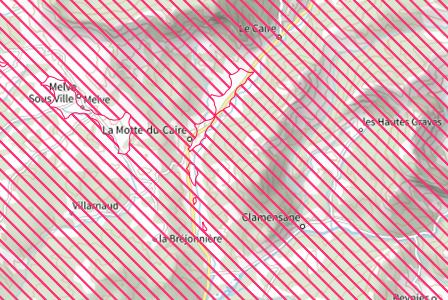 Le Caire
Melve
Sous Ville
Melve
La Motte-du-Caire
les Hautes Graves
Villarnaud
Clamensane
la Bréjonnière